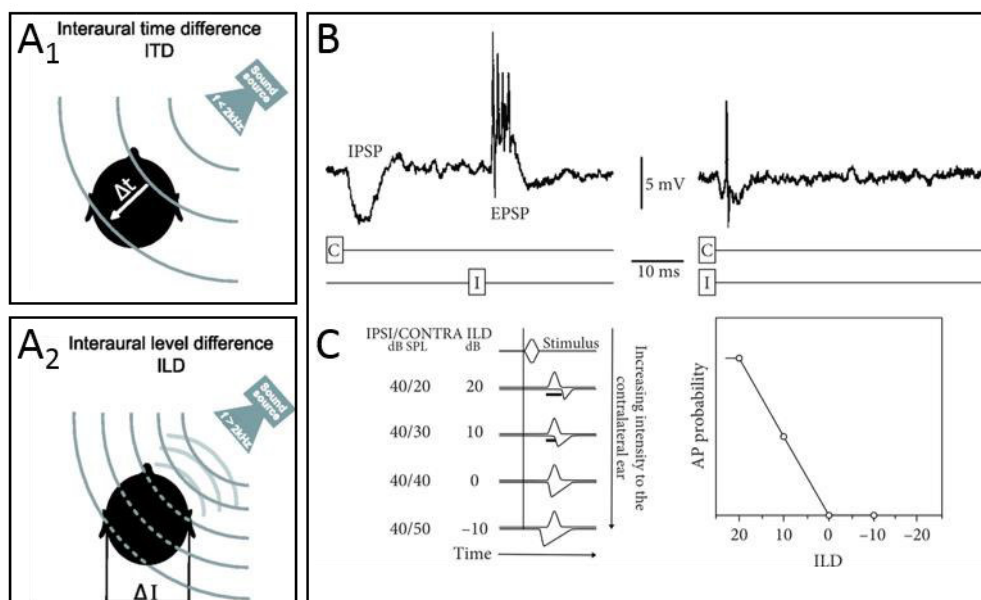 A1
Interaural time difference
ITD
Sound
source
f < 2kHz
Δt
A2
Interaural level difference
ILD
Sound
source
f > 2kHz
ΔI
B
IPSP
EPSP
5 mV
C
I
10 ms
C
I
C
IPSI/CONTRA ILD
dB SPL dB
Stimulus
40/20 20
40/30 10
40/40 0
40/50 –10
Time
Increasing intensity to the
contralateral ear
AP probability
20 10 0 –10 –20
ILD